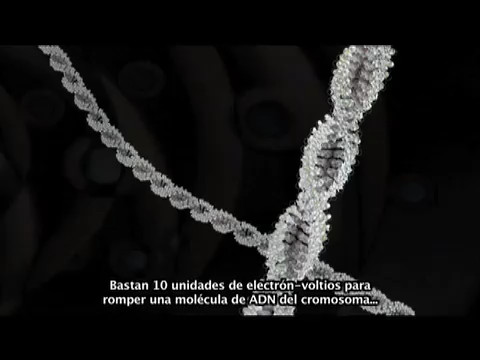 Bastan 10 unidades de electrón-voltios para
romper una molécula de ADN del cromosoma...